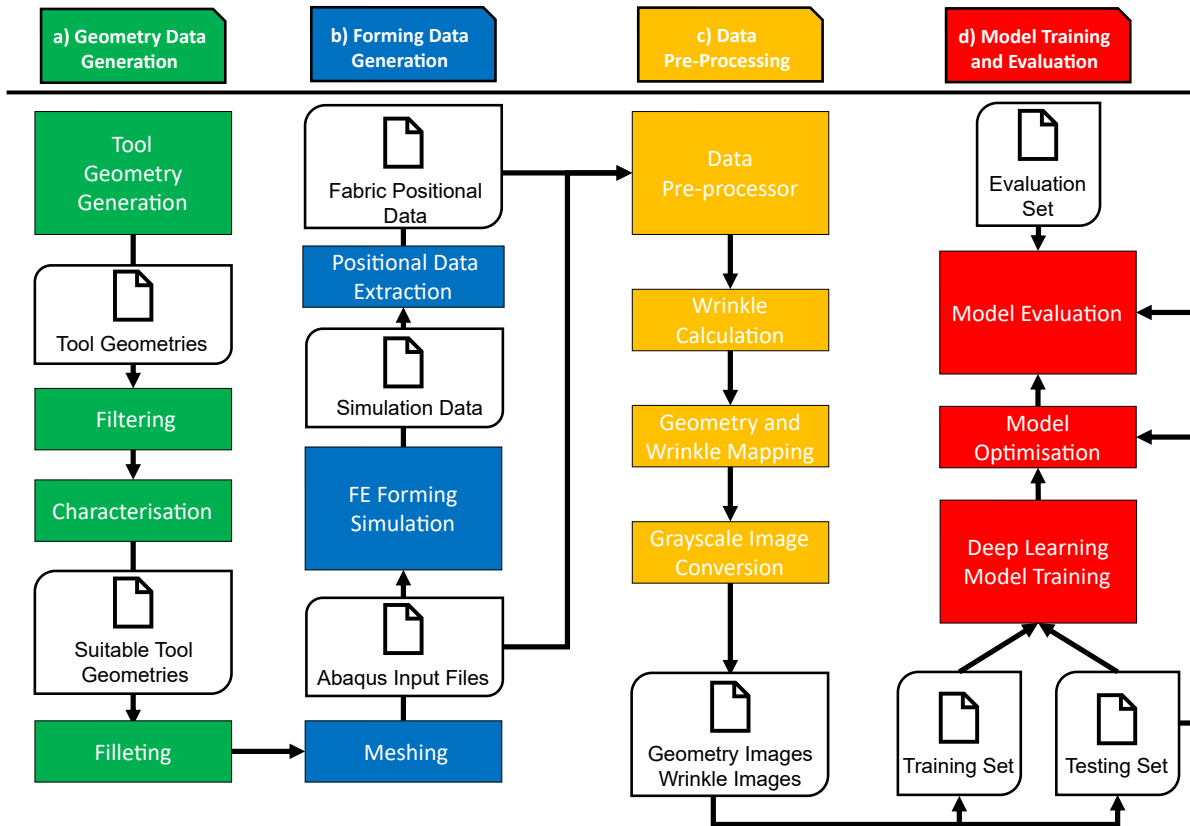 a) Geometry Data
Generation
b) Forming Data
Generation
c) Data
Pre-Processing
d) Model Training
and Evaluation
Tool
Geometry
Generation
Tool Geometries
Filtering
Characterisation
Suitable Tool
Geometries
Filleting
Fabric Positional
Data
Positional Data
Extraction
Simulation Data
FE Forming
Simulation
Abaqus Input Files
Meshing
Data
Pre-processor
Wrinkle
Calculation
Geometry and
Wrinkle Mapping
Grayscale Image
Conversion
Geometry Images
Wrinkle Images
Evaluation
Set
Model Evaluation
Model
Optimisation
Deep Learning
Model Training
Training Set
Testing Set